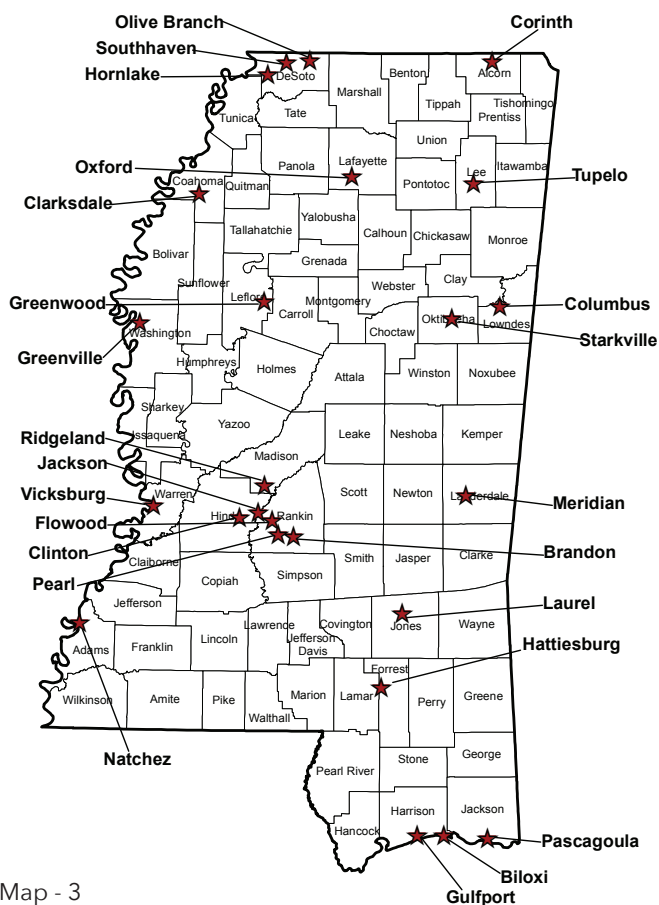 Olive Branch
Corinth
Southhaven
Hornlake
DeSoto
Benton
Alcorn
Marshall
Tippah
Tishomingo
Prentiss
Tate
Tunica
Union
Oxford
Panola
Lafayette
Lee
Itawamba
Tupelo
Coahoma
Quitman
Pontotoc
Clarksdale
Yalobusha
Tallahatchie
Calhoun
Chickasaw
Monroe
Bolivar
Grenada
Sunflower
Clay
Webster
Greenwood
Leflore
Montgomery
Carroll
Columbus
Washington
Choctaw
Oktibbeha
Lowndes
Starkville
Greenville
Humphreys
Holmes
Attala
Winston
Noxubee
Sharkey
Issaquena
Yazoo
Ridgeland
Leake
Neshoba
Kemper
Jackson
Madison
Vicksburg
Warren
Scott
Newton
Lauderdale
Meridian
Flowood
Hinds
Rankin
Clinton
Claiborne
Smith
Jasper
Clarke
Brandon
Pearl
Copiah
Simpson
Jefferson
Laurel
Lawrence
Covington
Jones
Wayne
Adams
Franklin
Lincoln
Jefferson
Davis
Hattiesburg
Forrest
Wilkinson
Amite
Pike
Marion
Lamar
Perry
Greene
Walthall
Natchez
Stone
George
Pearl River
Harrison
Jackson
Hancock
Pascagoula
Biloxi
Gulfport
Map - 3